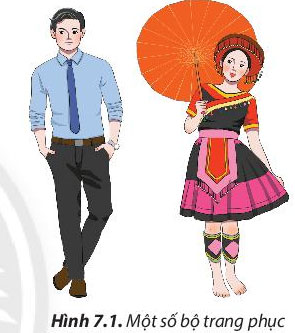 Hình 7.1. Một số bộ trang phục